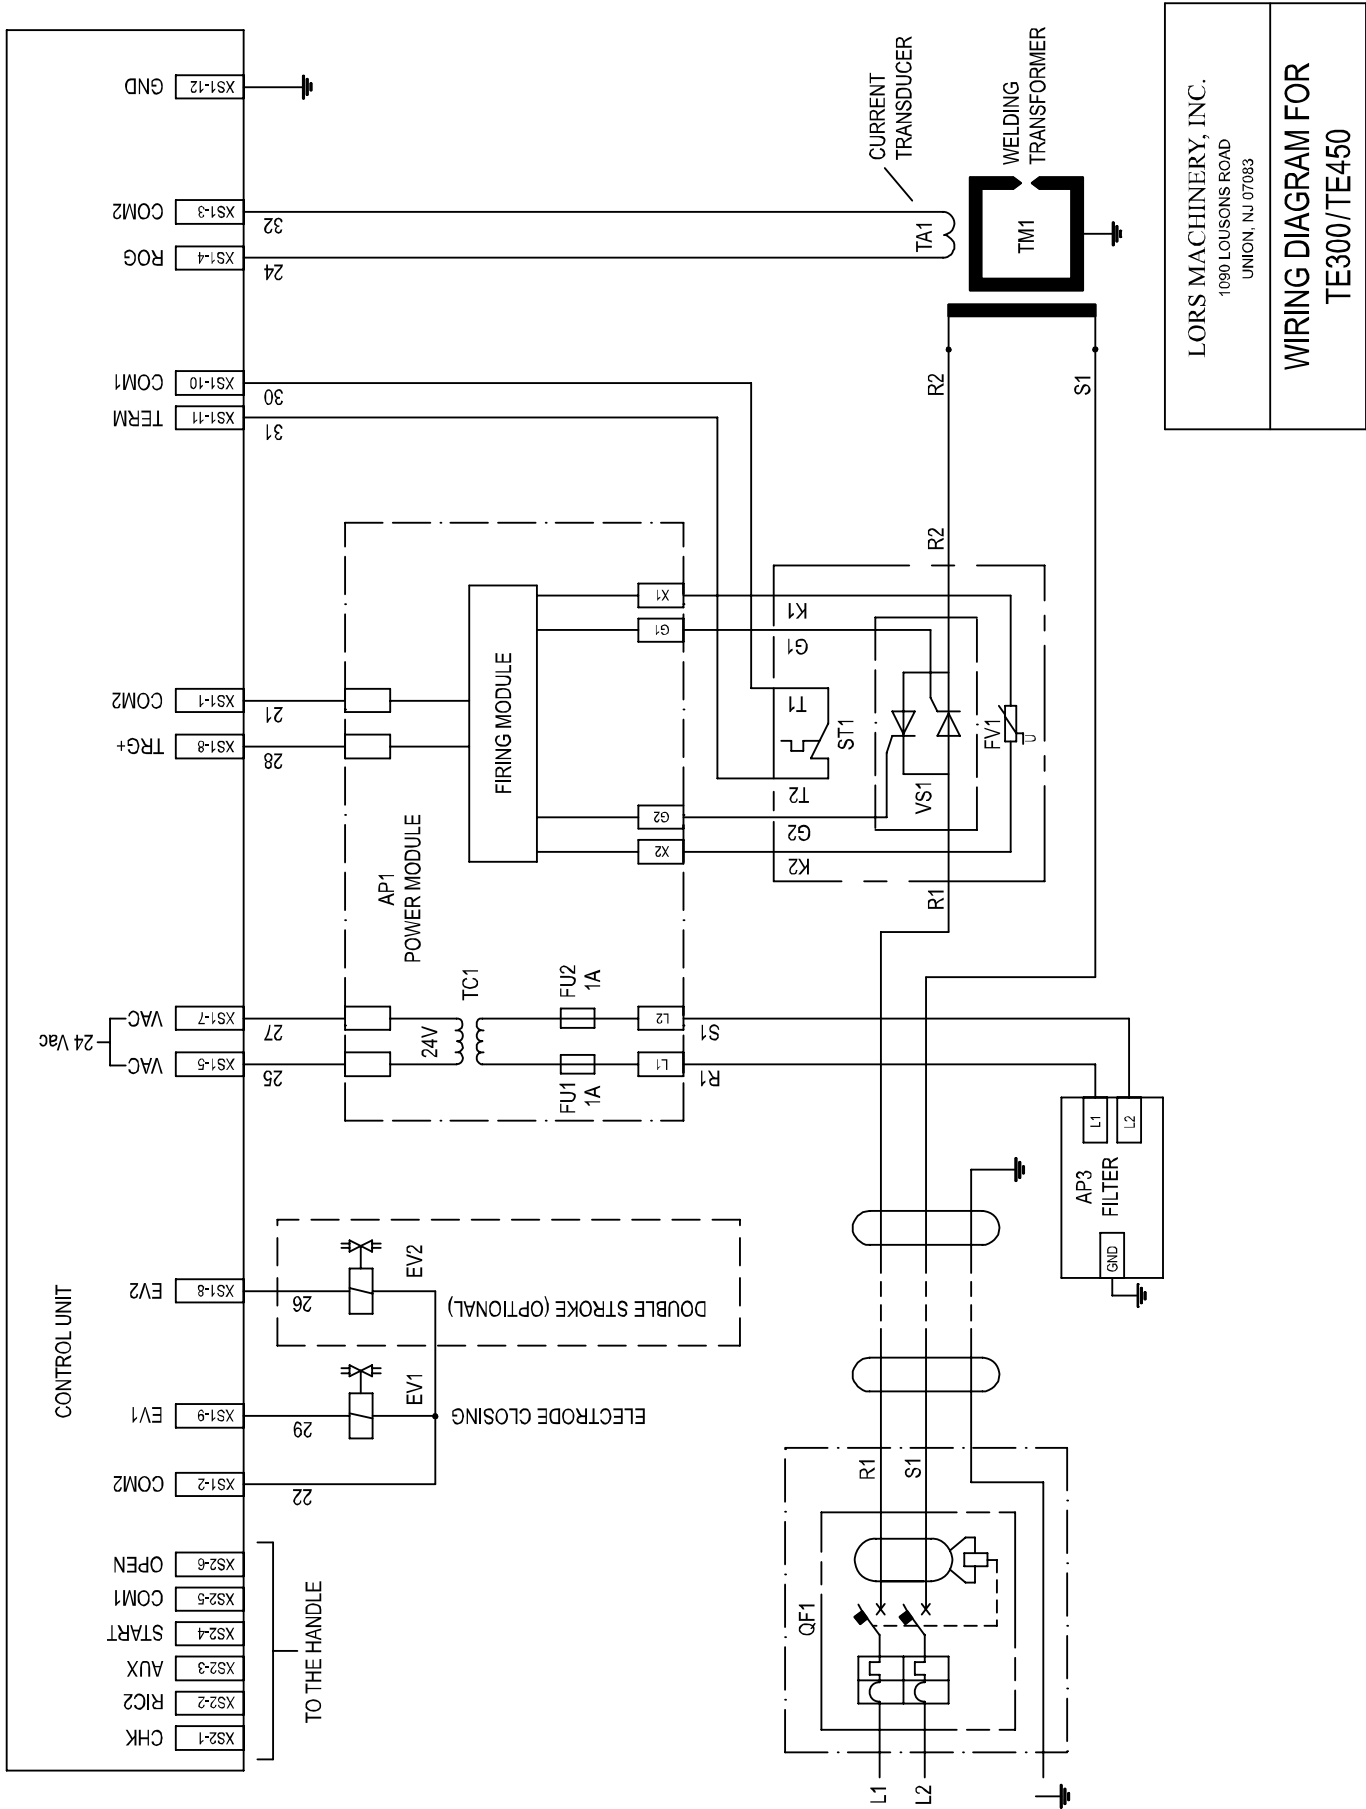 CONTROL UNIT
CHK
XS2-1
RIC2
XS2-2
AUX
XS2-3
START
XS2-4
COM1
XS2-5
OPEN
XS2-6
TO THE HANDLE
COM2
XS1-2
22
EV1
XS1-9
29
EV1
ELECTRODE CLOSING
EV2
XS1-8
26
EV2
DOUBLE STROKE (OPTIONAL)
24 Vac
VAC
XS1-5
25
VAC
XS1-7
27
TRG+
XS1-8
28
COM2
XS1-1
21
TERM
XS1-11
31
COM1
XS1-10
30
ROG
XS1-4
24
COM2
XS1-3
32
GND
XS1-12
AP1
POWER MODULE
24V
TC1
FU1
1A
FU2
1A
L1
L2
R1
S1
FIRING MODULE
X2
G2
G1
X1
K2
G2
T2
T1
G1
K1
ST1
VS1
FV1
U
R1
R2
R2
S1
TA1
CURRENT
TRANSDUCER
TM1
WELDING
TRANSFORMER
L1
L2
QF1
R1
S1
AP3
FILTER
GND
L1
L2
LORS MACHINERY, INC.
1090 LOUSONS ROAD
UNION, NJ 07083
WIRING DIAGRAM FOR
TE300/TE450